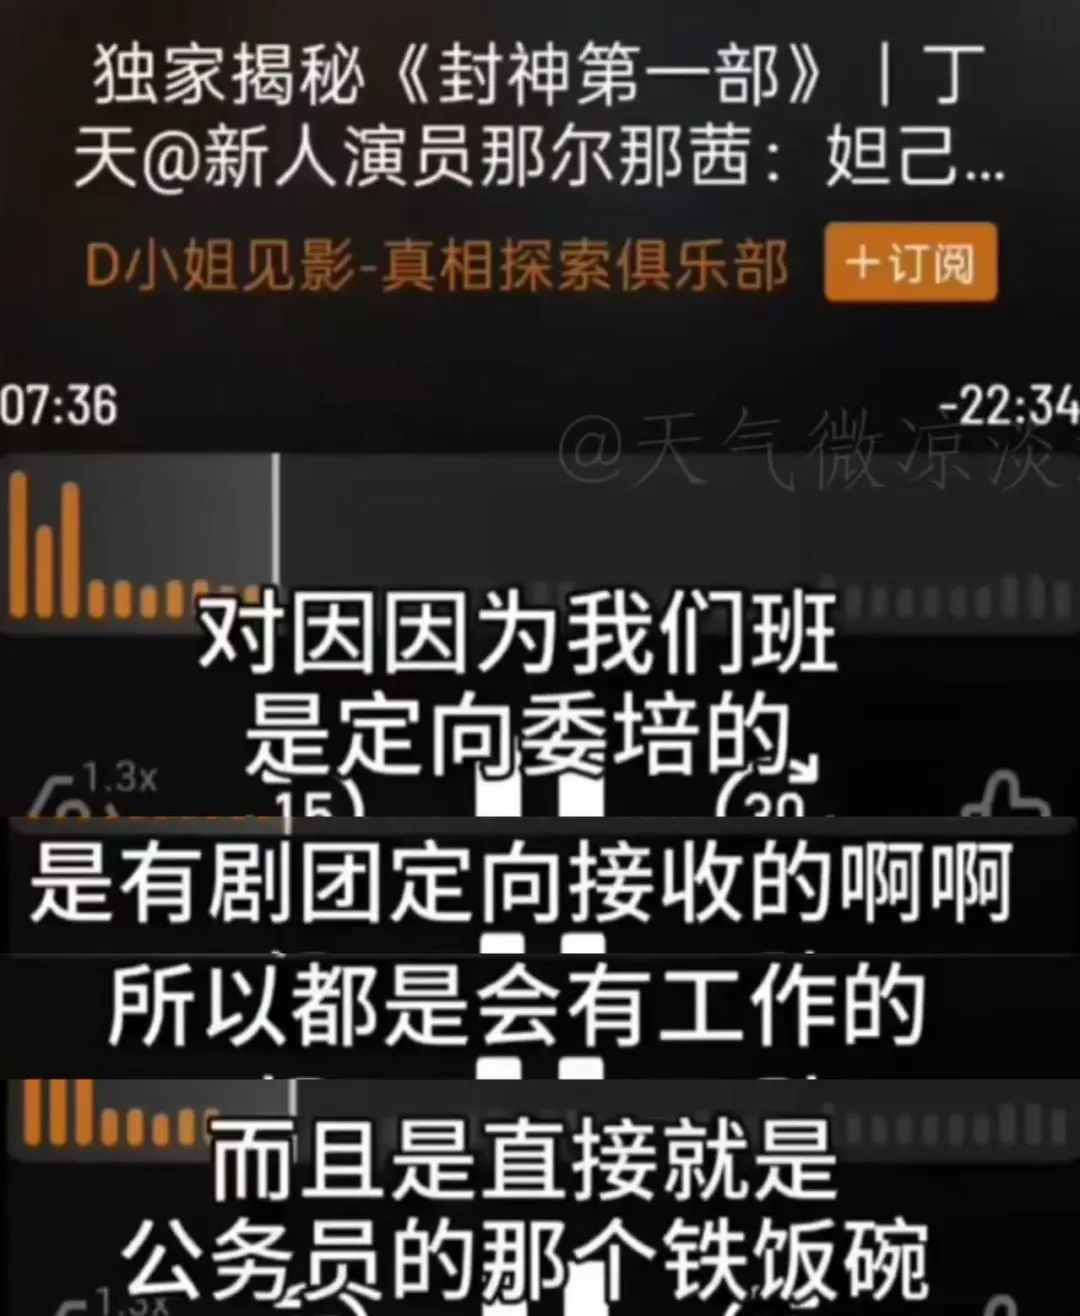 独家揭秘《封神第一部》｜丁
天@新人演员那尔那茜：妲己...
D小姐见影-真相探索俱乐部
+订阅
07:36
-22:34
@天气微凉淡
对因因为我们班
是定向委培的
1.3x
15
30
是有剧团定向接收的啊啊
所以都是会有工作的
而且是直接就是
公务员的那个铁饭碗
1.3x